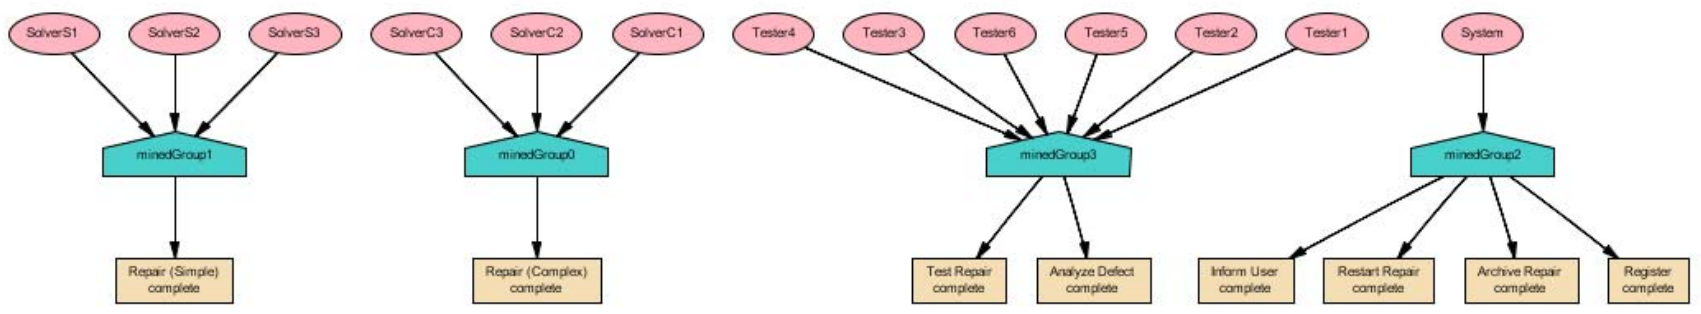 SolverS1
SolverS2
SolverS3
SolverC3
SolverC2
SolverC1
Tester4
Tester3
Tester6
Tester5
Tester2
Tester1
System
minedGroup1
minedGroup0
minedGroup3
minedGroup2
Repair (Simple)
complete
Repair (Complex)
complete
Test Repair
complete
Analyze Defect
complete
Inform User
complete
Restart Repair
complete
Archive Repair
complete
Register
complete